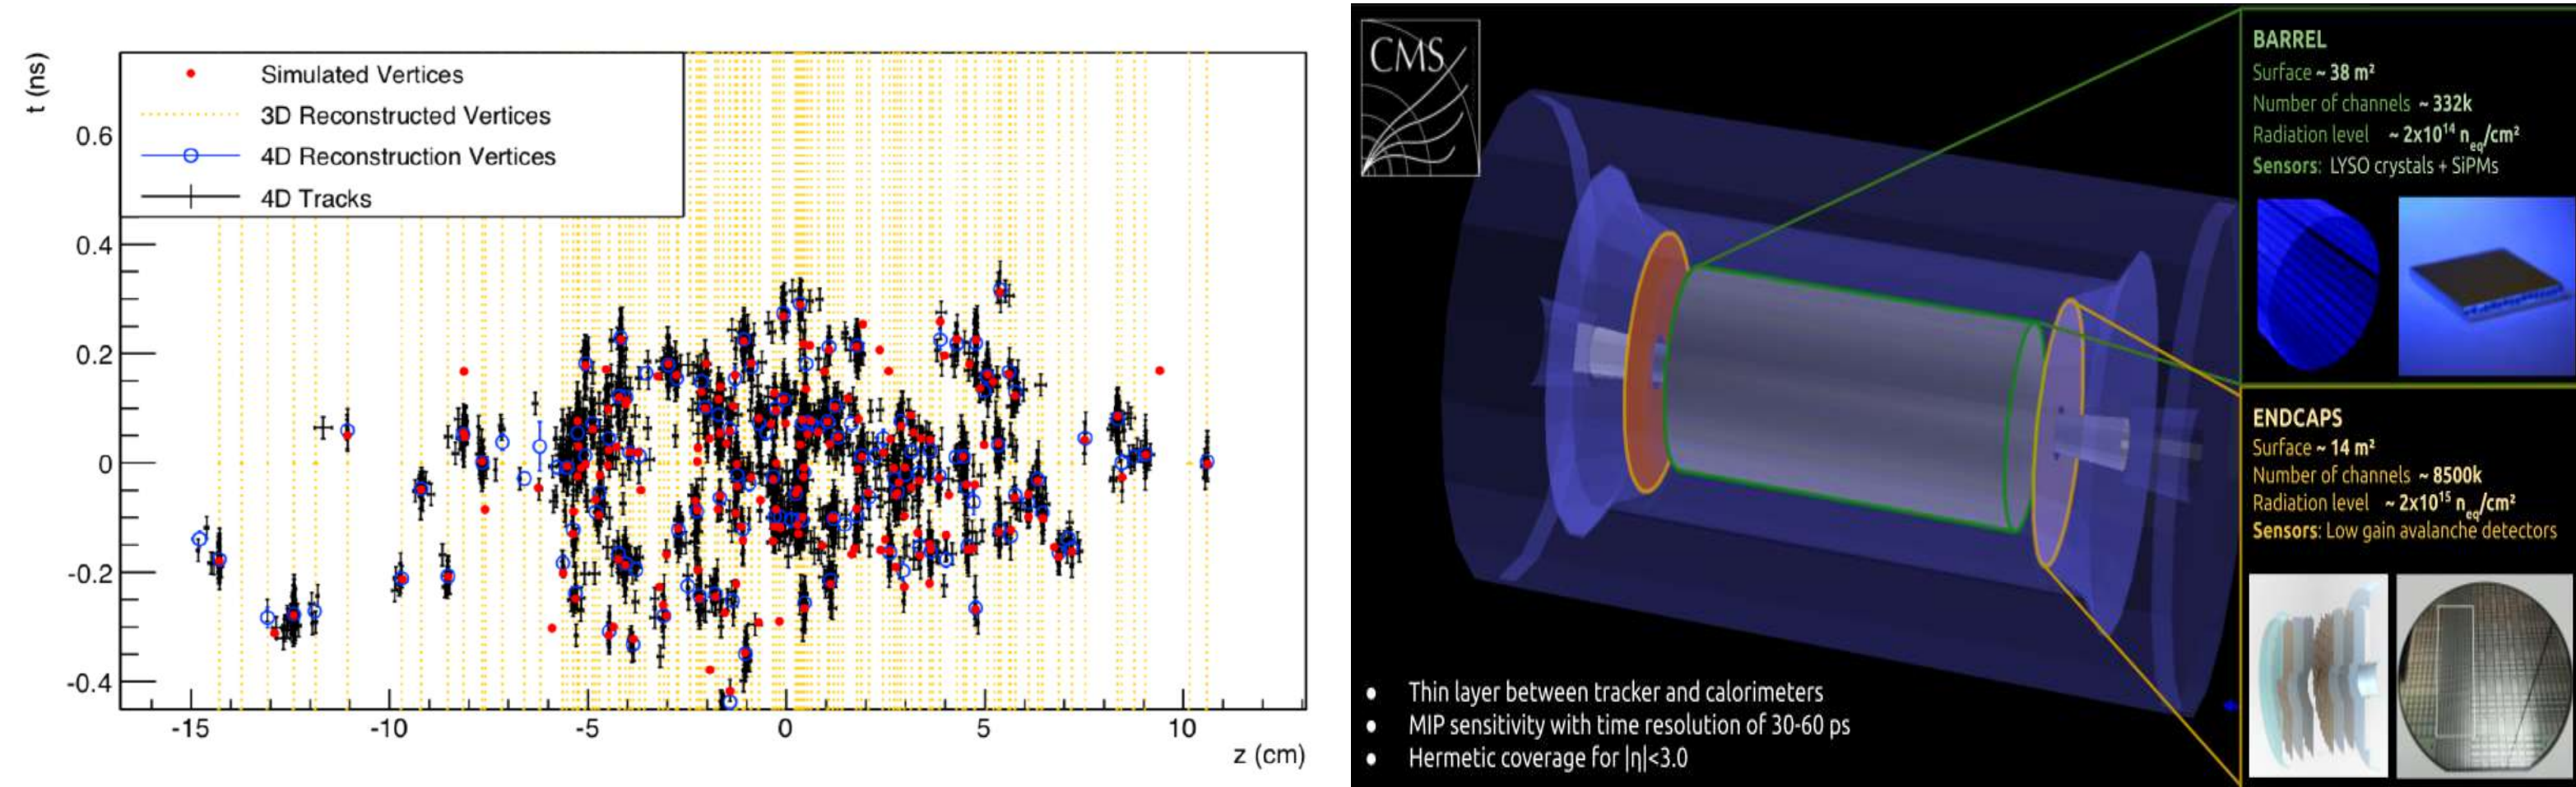 t (ns)
Simulated Vertices
3D Reconstructed Vertices
4D Reconstruction Vertices
4D Tracks
0.6
0.4
0.2
0
-0.2
-0.4
-15 -10 -5 0 5 10
z (cm)
CMS
BARREL
Surface ~ 38 m²
Number of channels ~ 332k
Radiation level ~ 2x10¹⁴ n_eq/cm²
Sensors: LYSO crystals + SiPMs
ENDCAPS
Surface ~ 14 m²
Number of channels ~ 8500k
Radiation level ~ 2x10¹⁵ n_eq/cm²
Sensors: Low gain avalanche detectors
• Thin layer between tracker and calorimeters
• MIP sensitivity with time resolution of 30-60 ps
• Hermetic coverage for |η|<3.0